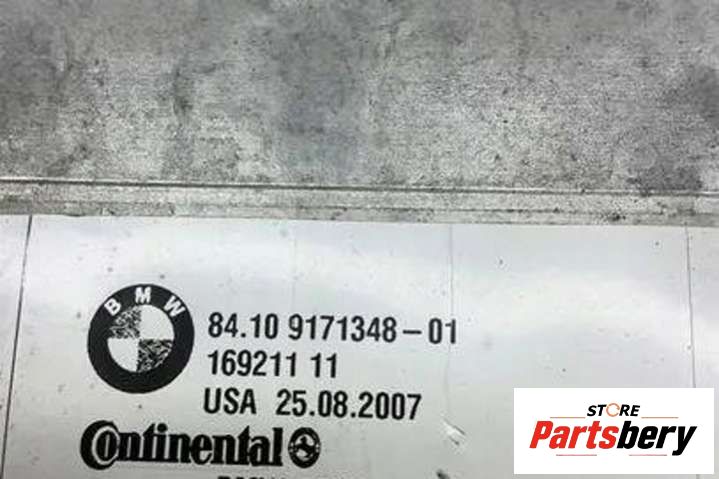 BMW
84.10 9171348-01
169211 11
USA 25.08.2007
Continental
STORE
Partsbery